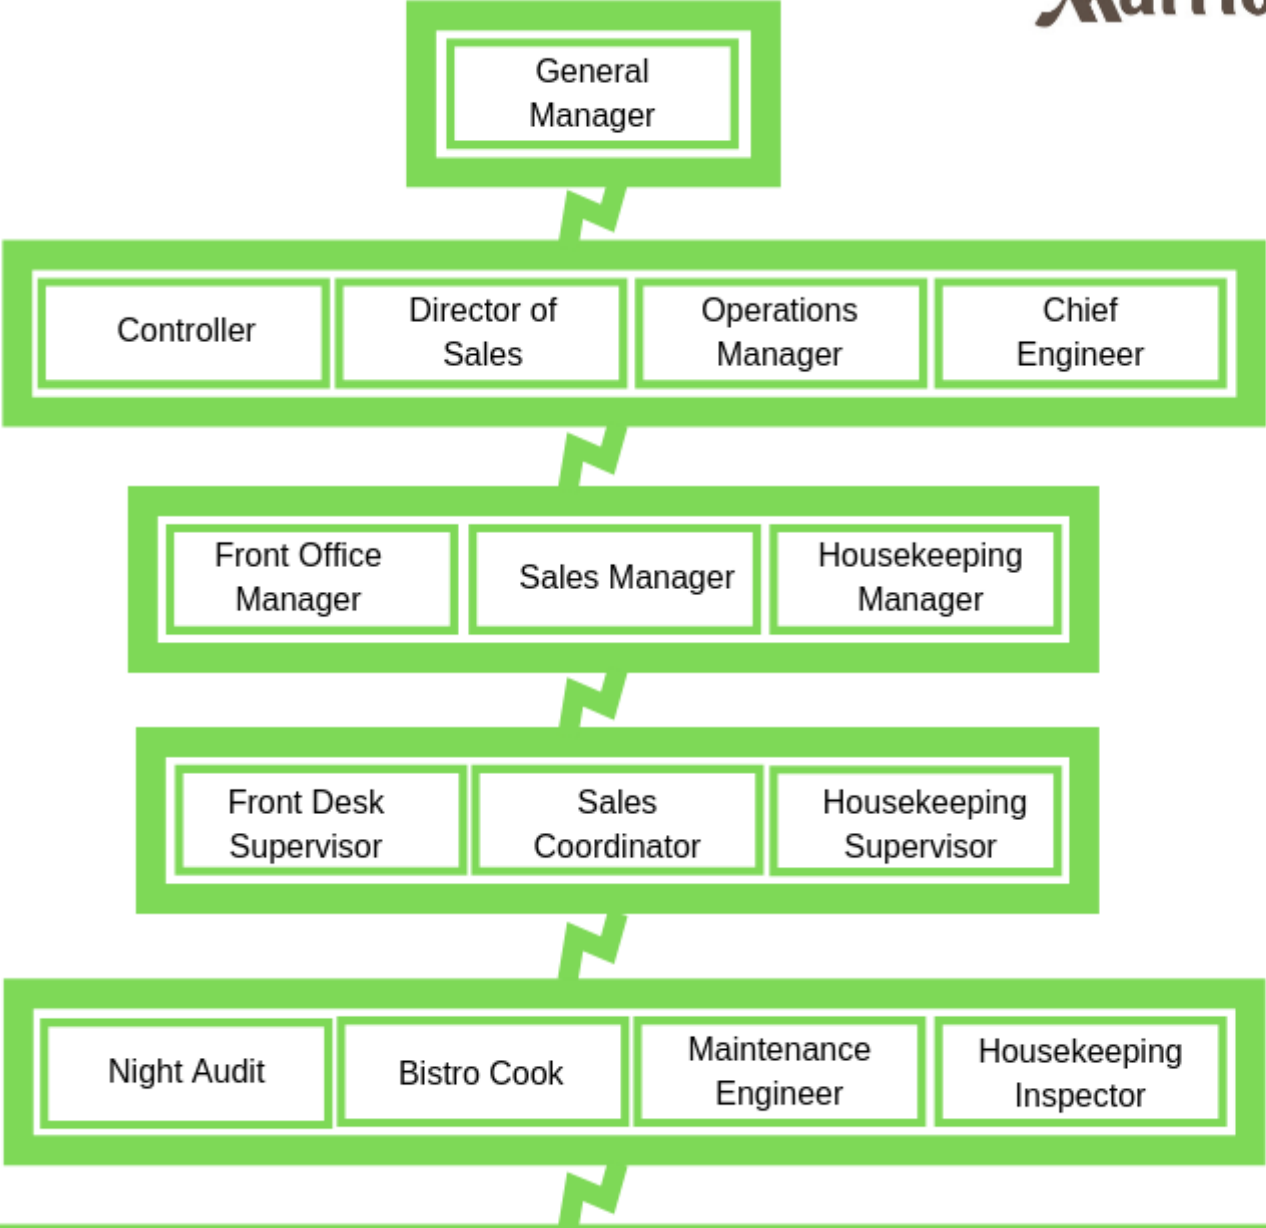 General
Manager
Controller
Director of
Sales
Operations
Manager
Chief
Engineer
Front Office
Manager
Sales Manager
Housekeeping
Manager
Front Desk
Supervisor
Sales
Coordinator
Housekeeping
Supervisor
Night Audit
Bistro Cook
Maintenance
Engineer
Housekeeping
Inspector